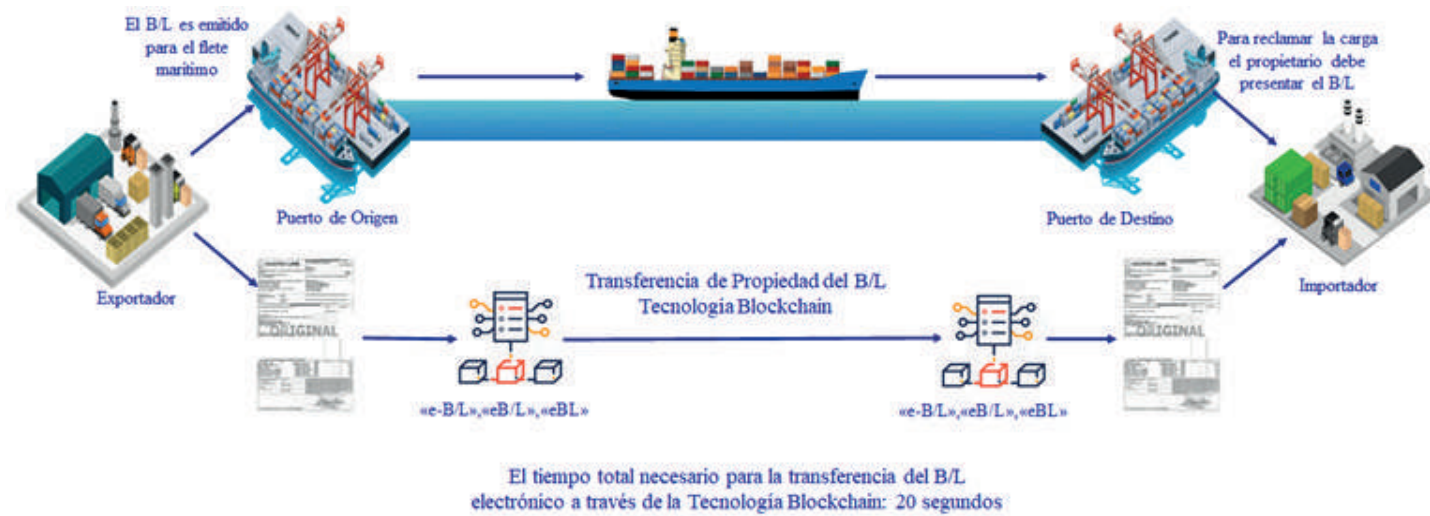 El B/L es emitido
para el flete
marítimo
Para reclamar la carga
el propietario debe
presentar el B/L
Puerto de Origen
Puerto de Destino
Exportador
Importador
Transferencia de Propiedad del B/L
Tecnología Blockchain
ORIGINAL
ORIGINAL
«e-B/L»,«eB/L»,«eBL»
«e-B/L»,«eB/L»,«eBL»
El tiempo total necesario para la transferencia del B/L
electrónico a través de la Tecnología Blockchain: 20 segundos